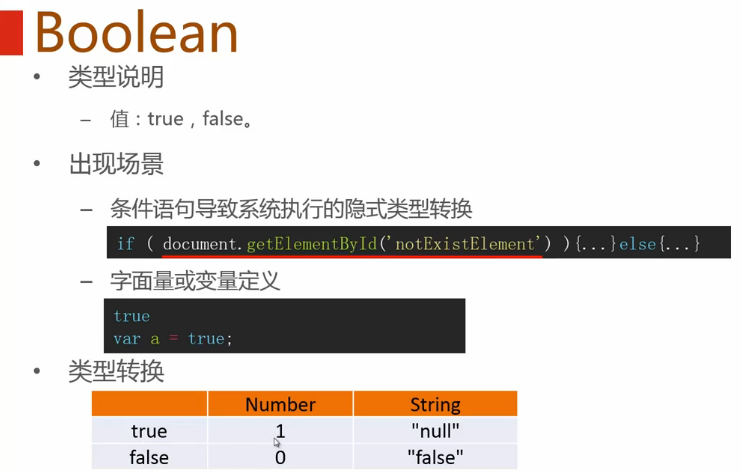 Boolean
• 类型说明
– 值：true，false。
• 出现场景
– 条件语句导致系统执行的隐式类型转换
if ( document.getElementById('notExistElement') ){...}else{...}
– 字面量或变量定义
true
var a = true;
• 类型转换
Number String
true 1 "null"
false 0 "false"